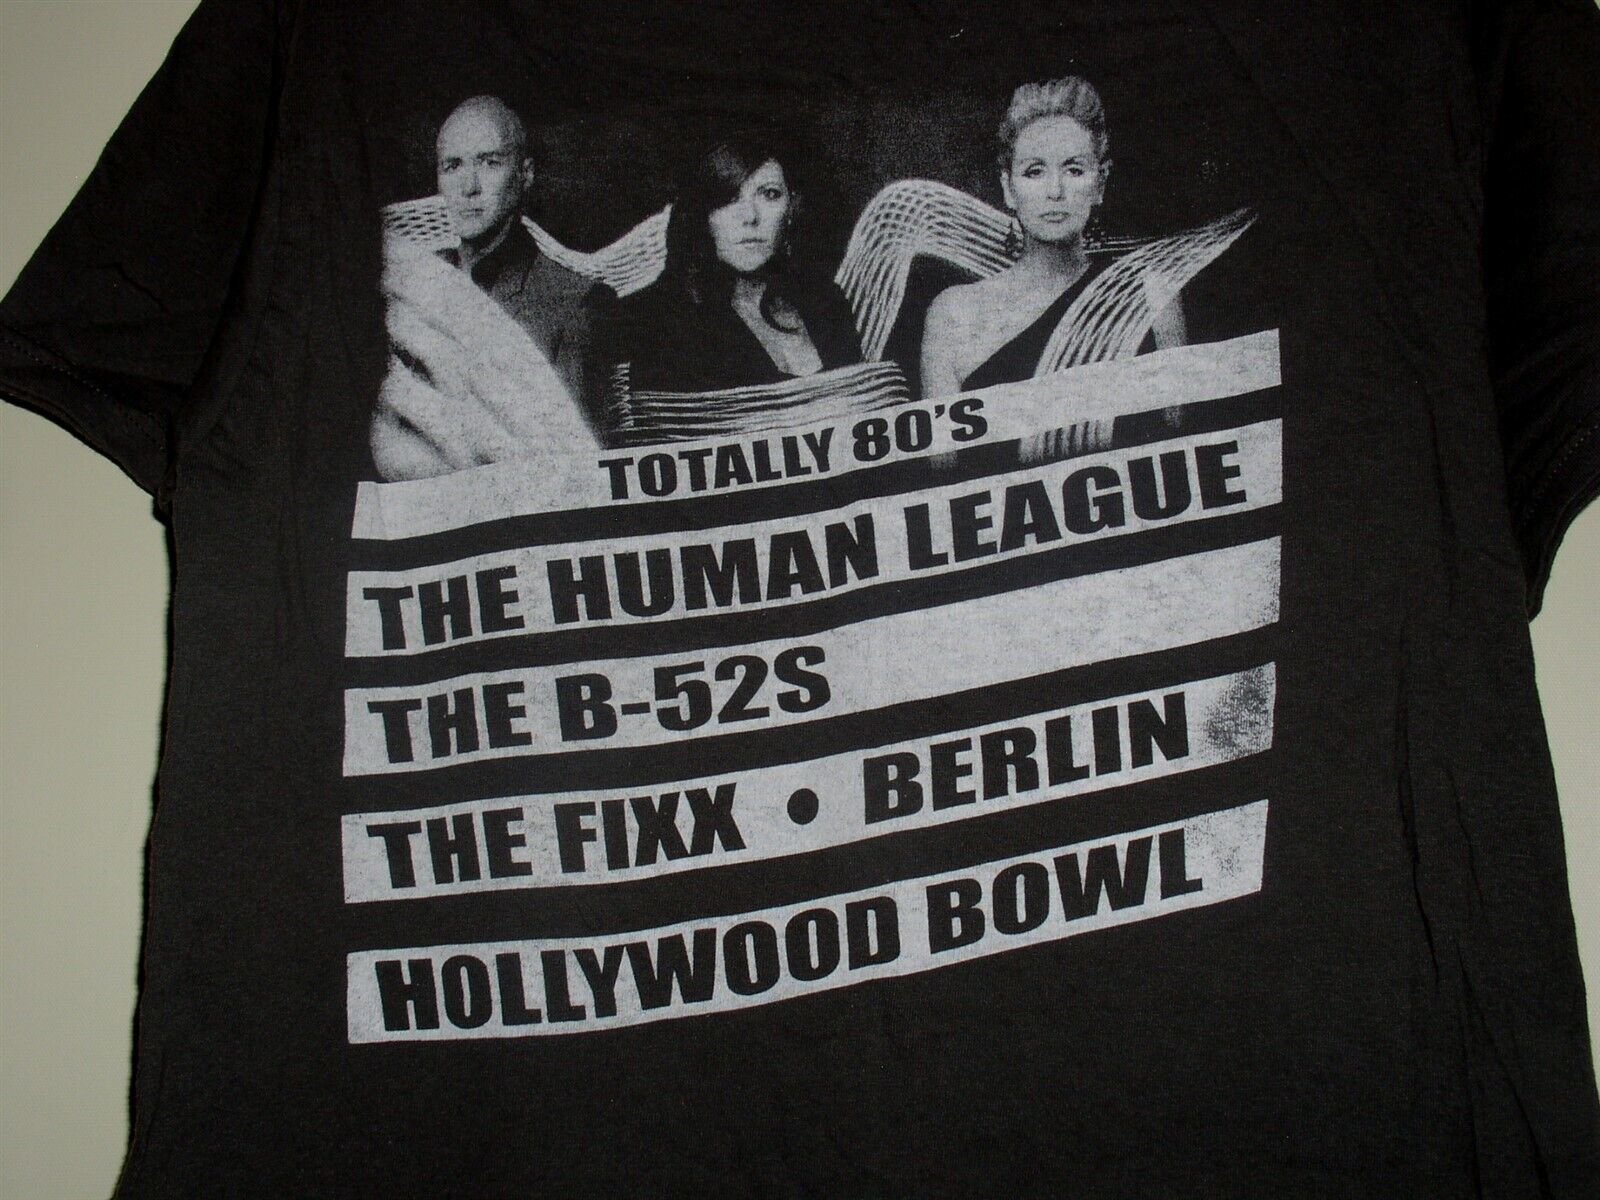 TOTALLY 80'S
THE HUMAN LEAGUE
THE B-52S
THE FIXX • BERLIN
HOLLYWOOD BOWL